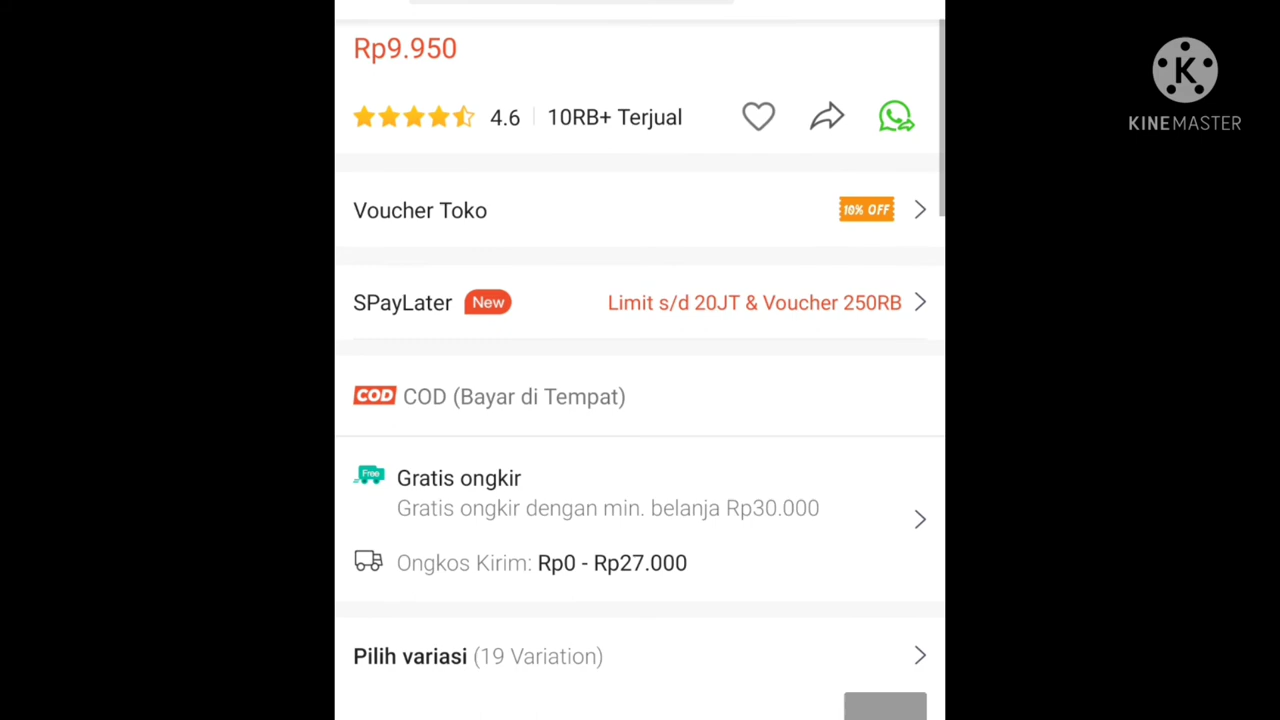 Rp9.950
4.6 10RB+ Terjual
K
KINEMASTER
Voucher Toko 10% OFF
SPayLater New Limit s/d 20JT & Voucher 250RB
COD COD (Bayar di Tempat)
Free Gratis ongkir
Gratis ongkir dengan min. belanja Rp30.000
Ongkos Kirim: Rp0 - Rp27.000
Pilih variasi (19 Variation)